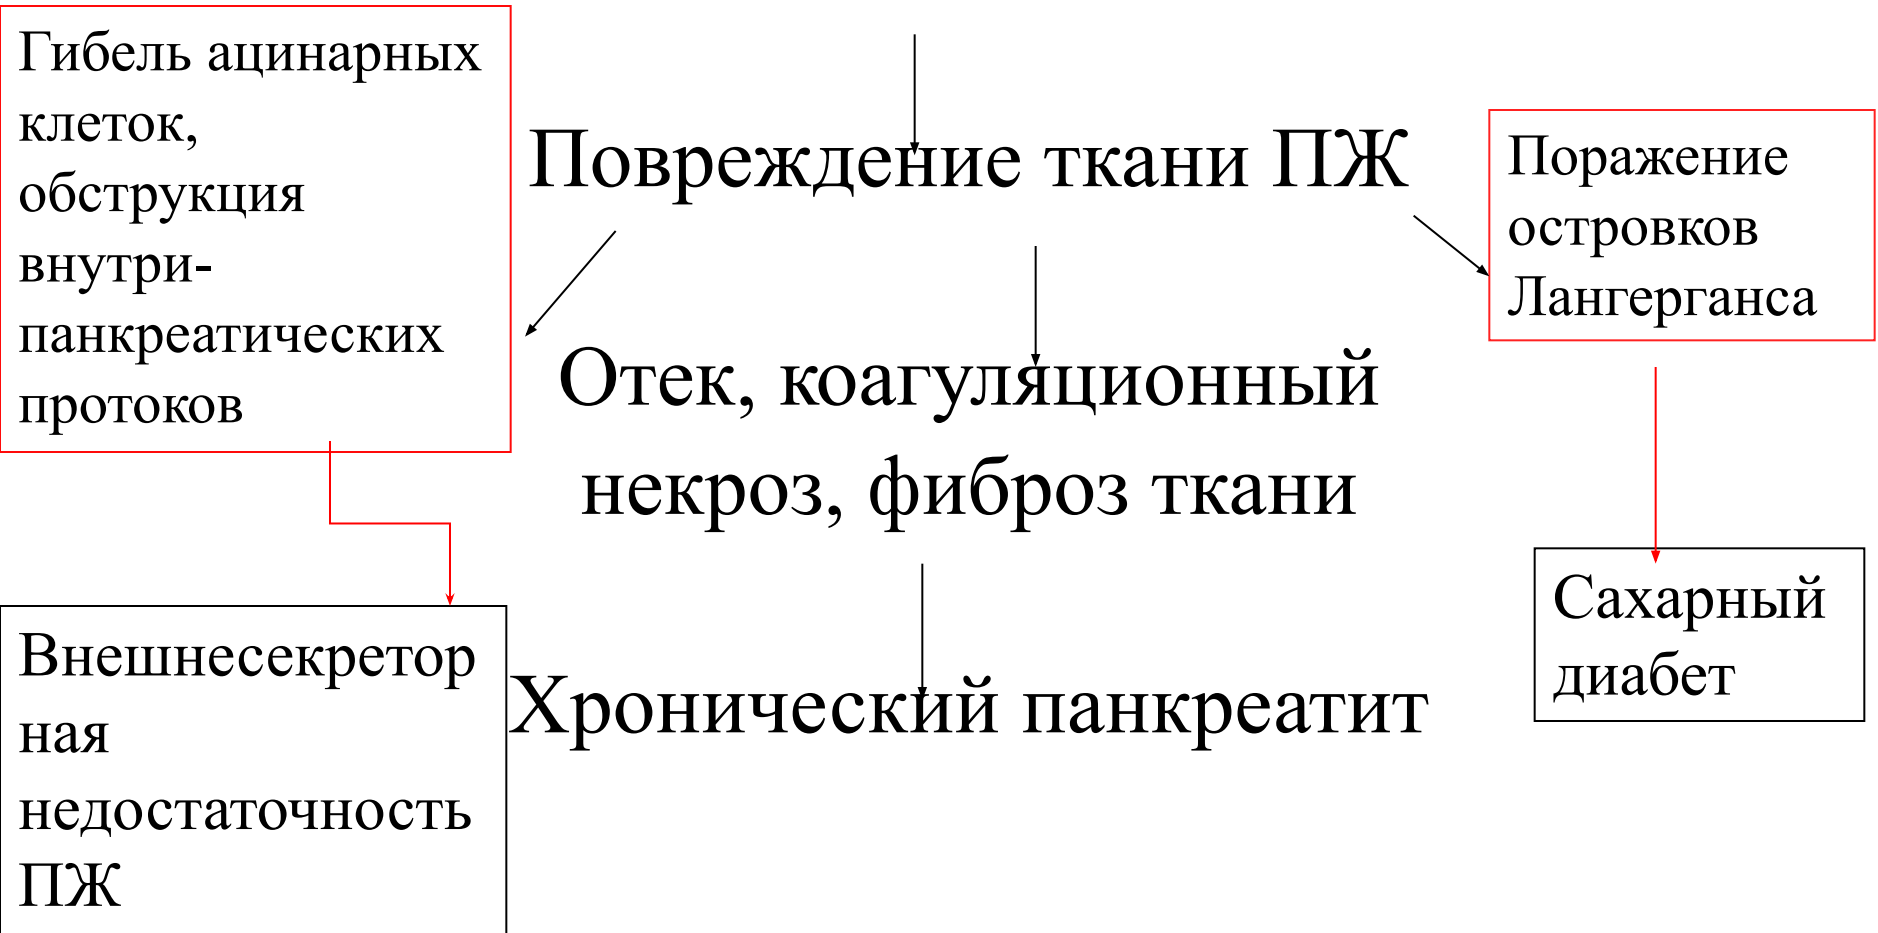 Гибель ацинарных
клеток,
обструкция
внутри-
панкреатических
протоков
Повреждение ткани ПЖ
Поражение
островков
Лангерганса
Отек, коагуляционный
некроз, фиброз ткани
Внешнесекретор
ная
недостаточность
ПЖ
Хронический панкреатит
Сахарный
диабет